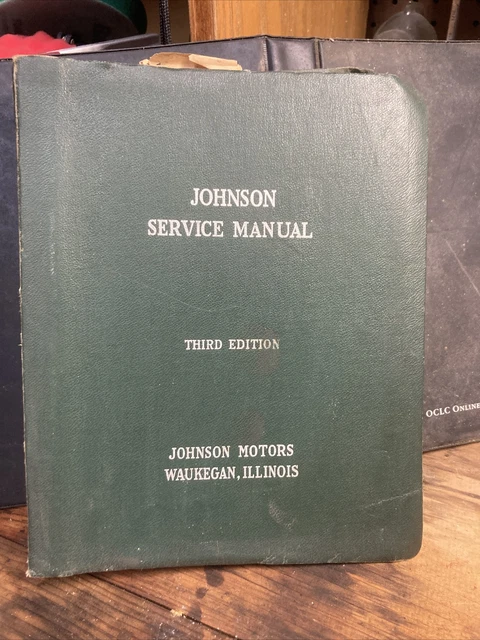 JOHNSON
SERVICE MANUAL
THIRD EDITION
JOHNSON MOTORS
WAUKEGAN, ILLINOIS
OCLC ONLINE